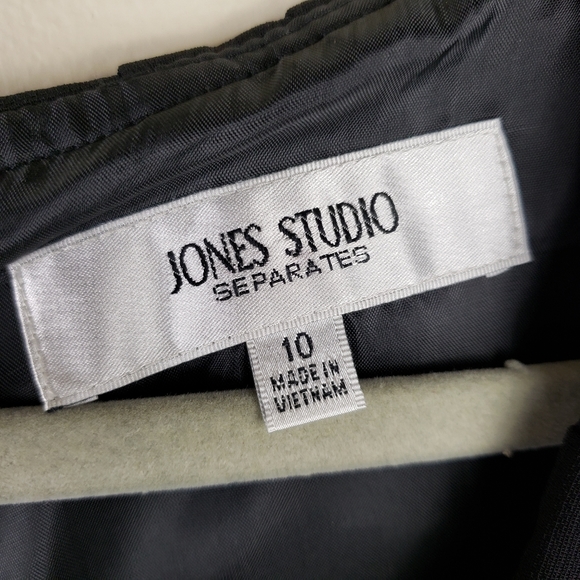 JONES STUDIO
SEPARATES
10
MADE IN
VIETNAM